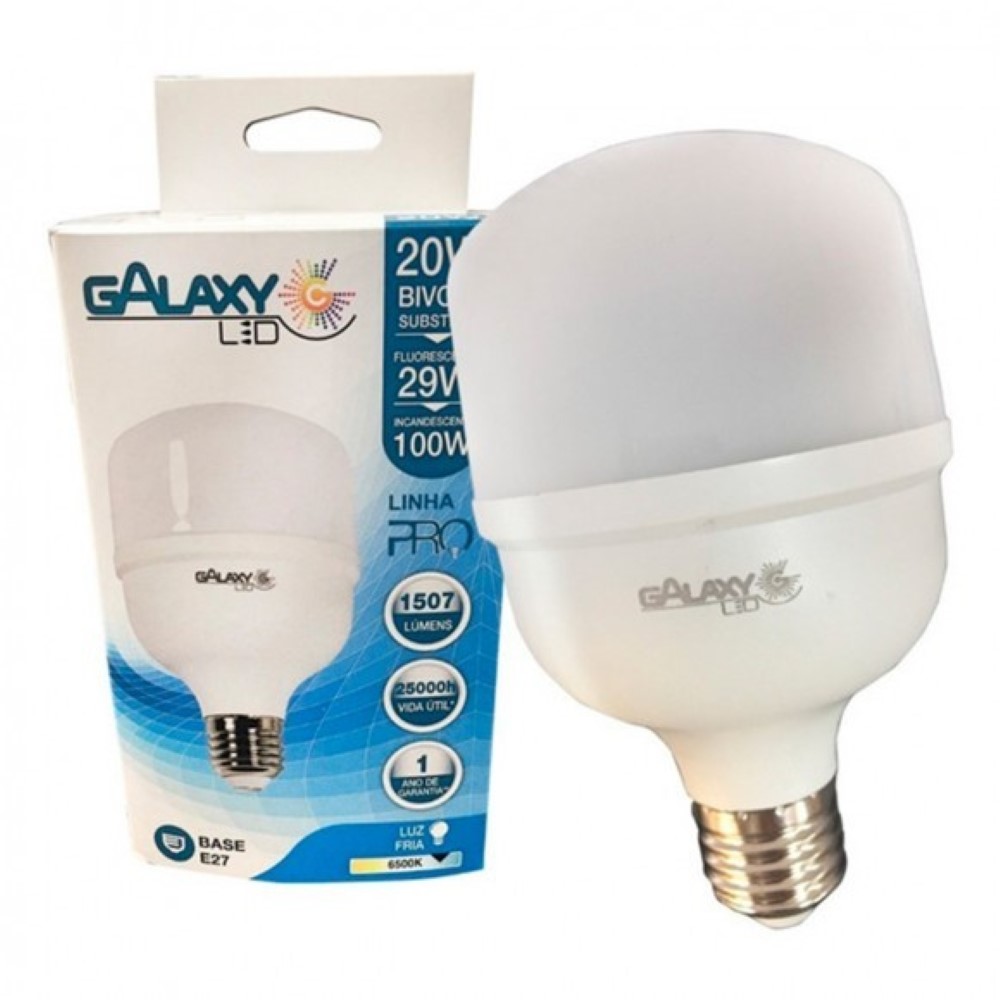 GALAXY
LED
20W
BIVO
SUBST
FLUORESCE
29W
INCANDESCEN
100W
LINHA
PRO
1507
LÚMENS
25000h
VIDA ÚTIL*
1
ANO DE
GARANTIA*
LUZ
FRIA
6500K
BASE
E27
GALAXY
LED
GALAXY
LED